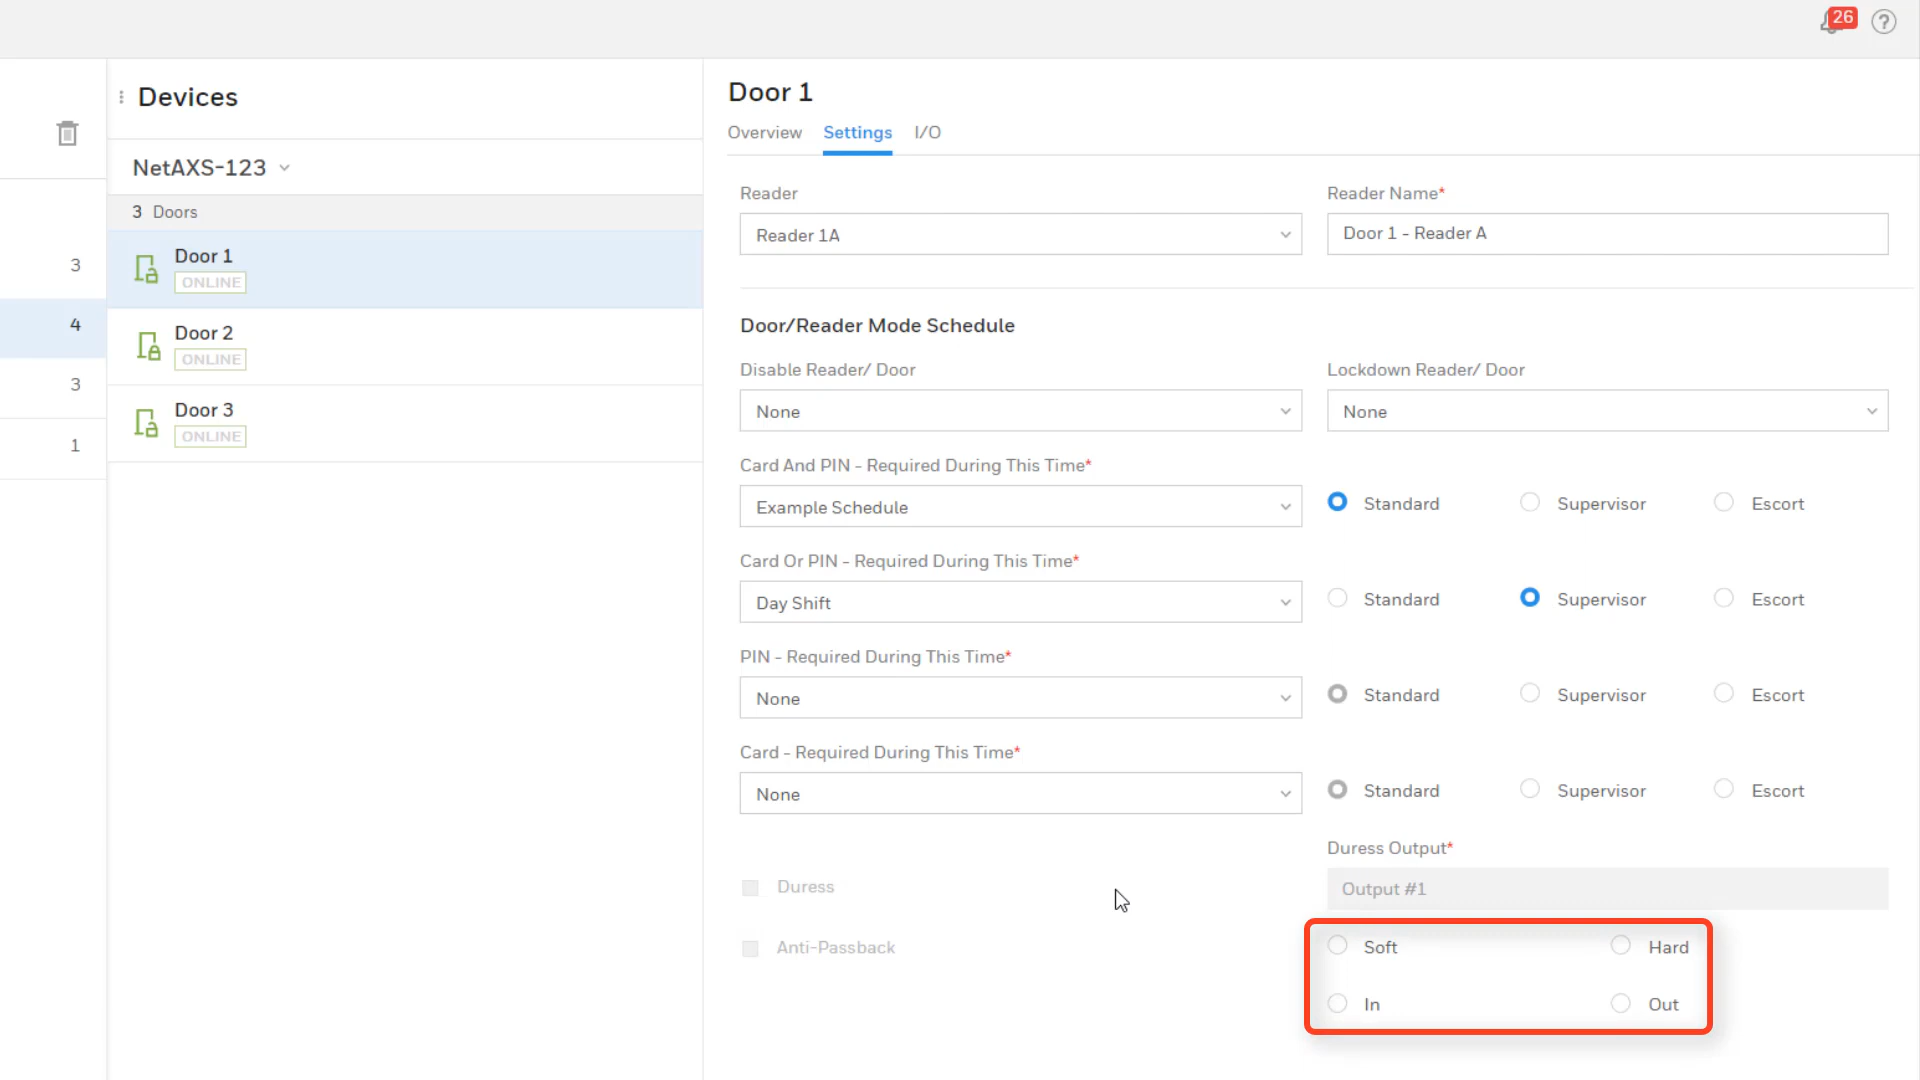 26
?
Devices
NetAXS-123
3 Doors
3
4
3
1
Door 1
ONLINE
Door 2
ONLINE
Door 3
ONLINE
Door 1
Overview Settings I/O
Reader
Reader 1A
Reader Name*
Door 1 - Reader A
Door/Reader Mode Schedule
Disable Reader/ Door
None
Lockdown Reader/ Door
None
Card And PIN - Required During This Time*
Example Schedule
Standard Supervisor Escort
Card Or PIN - Required During This Time*
Day Shift
Standard Supervisor Escort
PIN - Required During This Time*
None
Standard Supervisor Escort
Card - Required During This Time*
None
Standard Supervisor Escort
Duress
Duress Output*
Output #1
Anti-Passback
Soft Hard
In Out